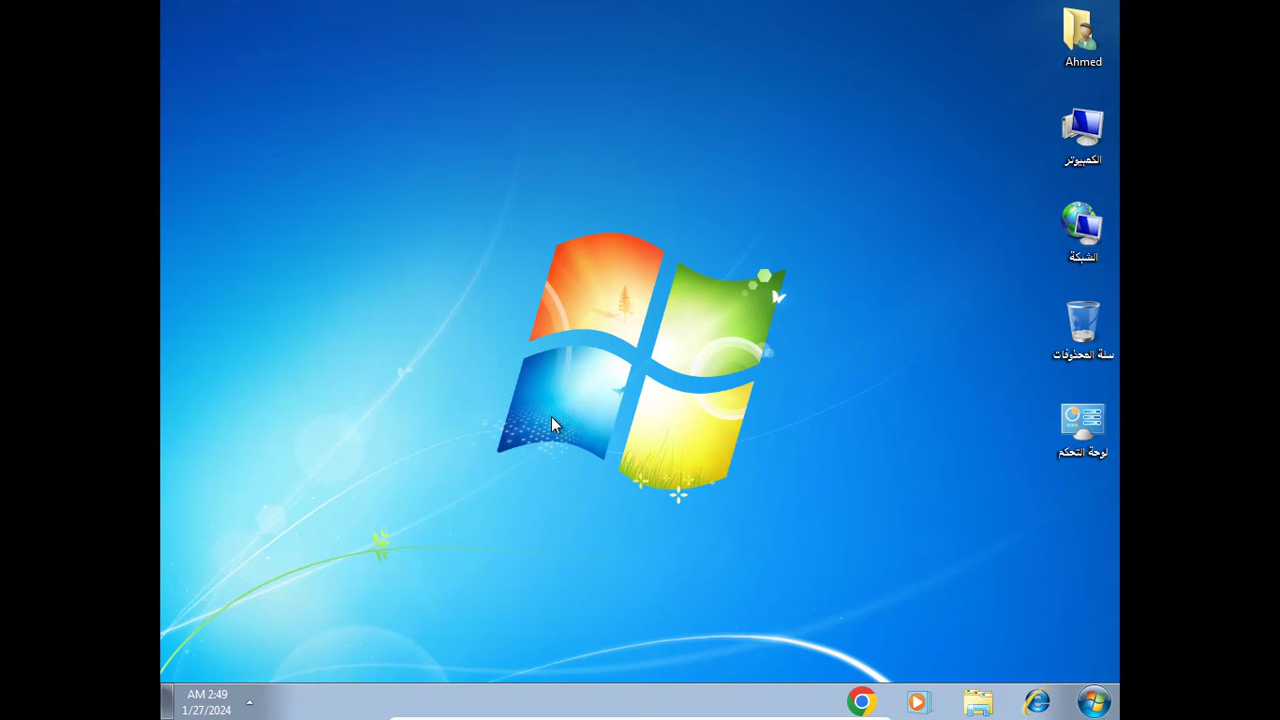 Ahmed
الكمبيوتر
الشبكة
سلة المحذوفات
لوحة التحكم
AM 2:49
1/27/2024